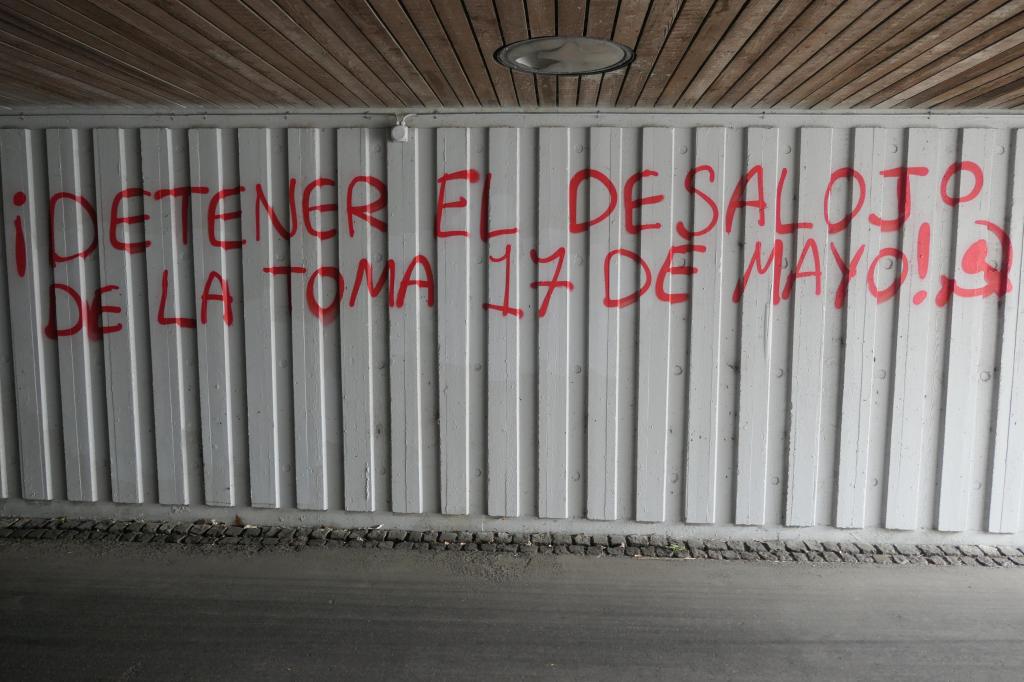 ¡DETENER EL DESALOJO
DE LA TOMA 17 DE MAYO!